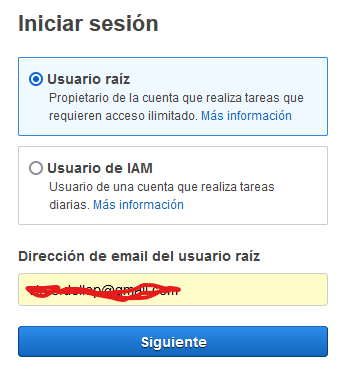 Iniciar sesión
Usuario raíz
Propietario de la cuenta que realiza tareas que
requieren acceso ilimitado. Más información
Usuario de IAM
Usuario de una cuenta que realiza tareas
diarias. Más información
Dirección de email del usuario raíz
Siguiente